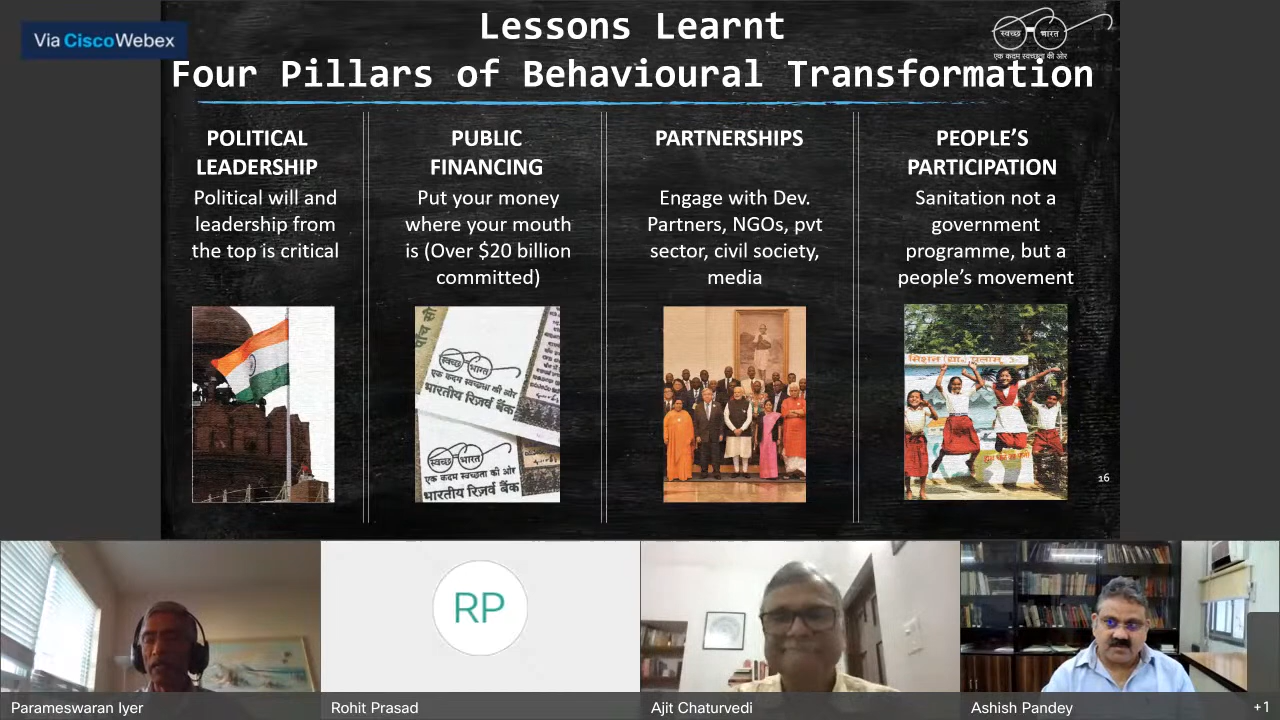 Via Cisco Webex
Lessons Learnt
Four Pillars of Behavioural Transformation
स्वच्छ भारत
एक कदम स्वच्छता की ओर
POLITICAL
LEADERSHIP
Political will and
leadership from
the top is critical
PUBLIC
FINANCING
Put your money
where your mouth
is (Over $20 billion
committed)
PARTNERSHIPS
Engage with Dev.
Partners, NGOs, pvt
sector, civil society,
media
PEOPLE’S
PARTICIPATION
Sanitation not a
government
programme, but a
people’s movement
स्वच्छ भारत
एक कदम स्वच्छता की ओर
भारतीय रिज़र्व बैंक
स्वच्छ भारत
एक कदम स्वच्छता की ओर
भारतीय रिज़र्व बैंक
16
RP
Parameswaran Iyer
Rohit Prasad
Ajit Chaturvedi
Ashish Pandey
+1